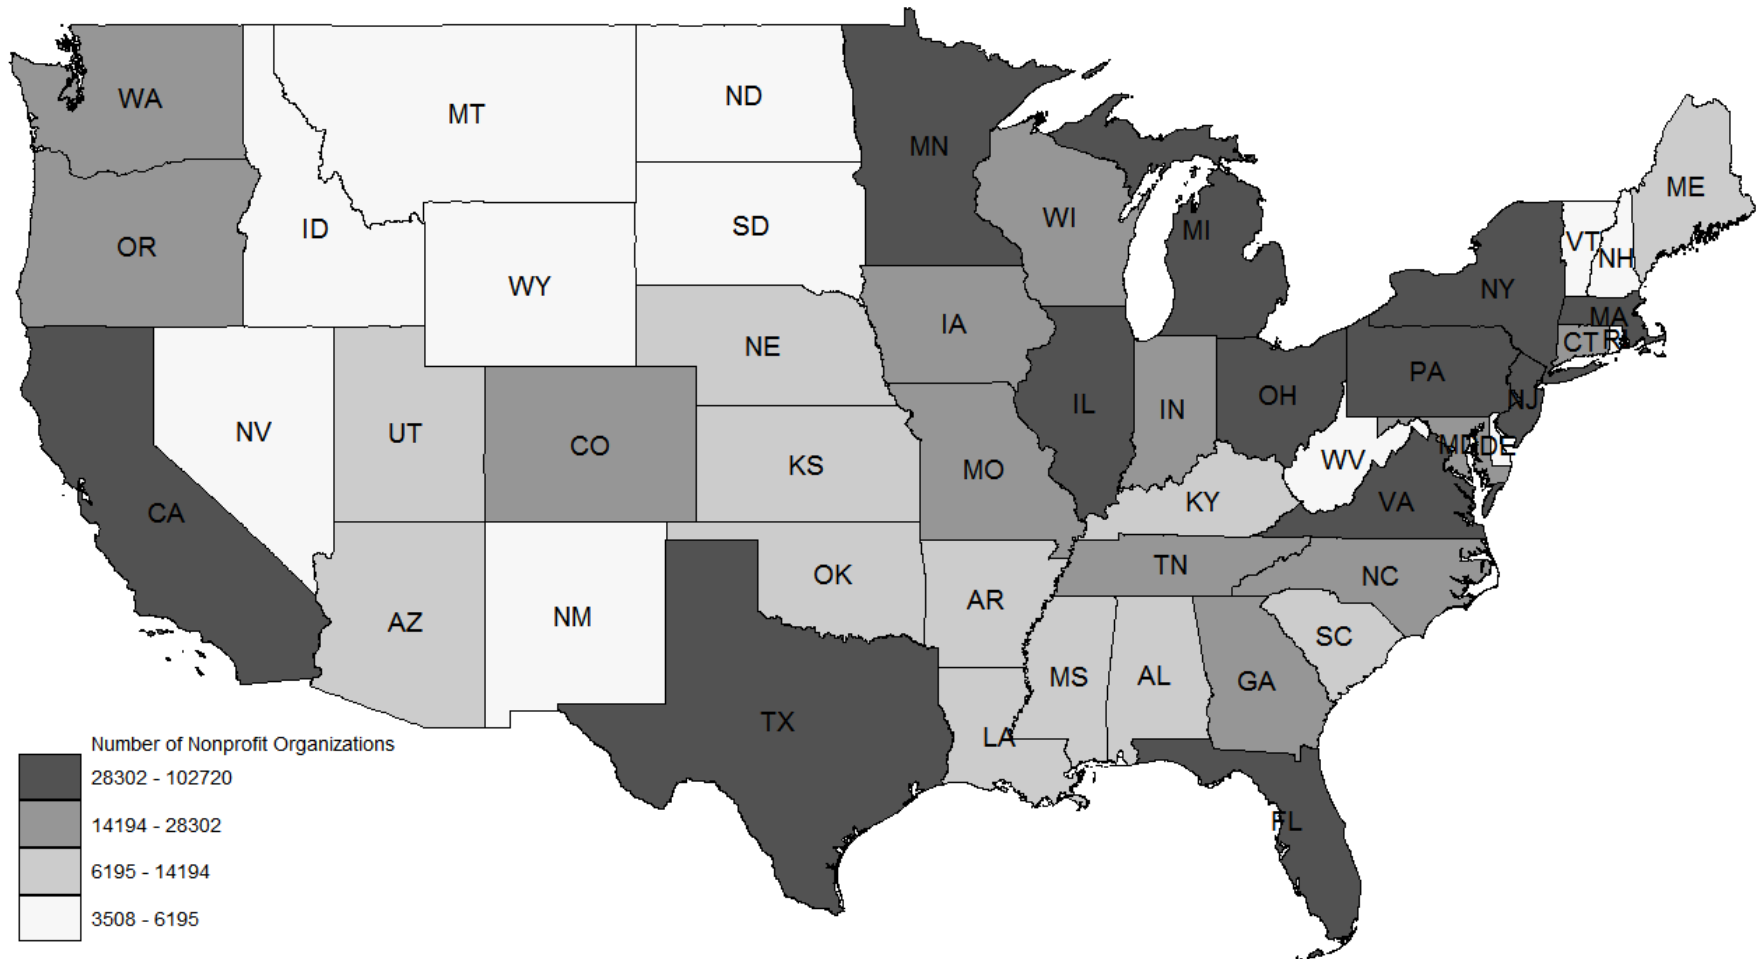 WA
MT
ND
MN
ME
OR
ID
SD
WI
MI
VT
NH
WY
NY
NE
IA
MA
CT
RI
PA
NV
UT
CO
KS
MO
IL
IN
OH
NJ
WV
MD
DE
CA
KY
VA
AZ
NM
OK
AR
TN
NC
SC
MS
AL
GA
TX
LA
FL
Number of Nonprofit Organizations
28302 - 102720
14194 - 28302
6195 - 14194
3508 - 6195